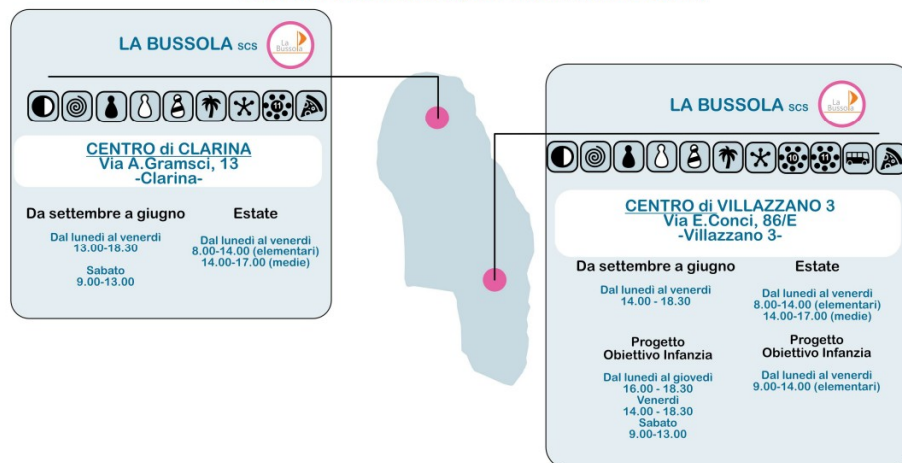 LA BUSSOLA scs
La
Bussola
11
CENTRO di CLARINA
Via A.Gramsci, 13
-Clarina-
Da settembre a giugno
Dal lunedì al venerdì
13.00-18.30
Sabato
9.00-13.00
Estate
Dal lunedì al venerdì
8.00-14.00 (elementari)
14.00-17.00 (medie)
LA BUSSOLA scs
La
Bussola
10
11
CENTRO di VILLAZZANO 3
Via E.Conci, 86/E
-Villazzano 3-
Da settembre a giugno
Dal lunedì al venerdì
14.00 - 18.30
Progetto
Obiettivo Infanzia
Dal lunedì al giovedì
16.00 - 18.30
Venerdì
14.00 - 18.30
Sabato
9.00-13.00
Estate
Dal lunedì al venerdì
8.00-14.00 (elementari)
14.00-17.00 (medie)
Progetto
Obiettivo Infanzia
Dal lunedì al venerdì
9.00-14.00 (elementari)